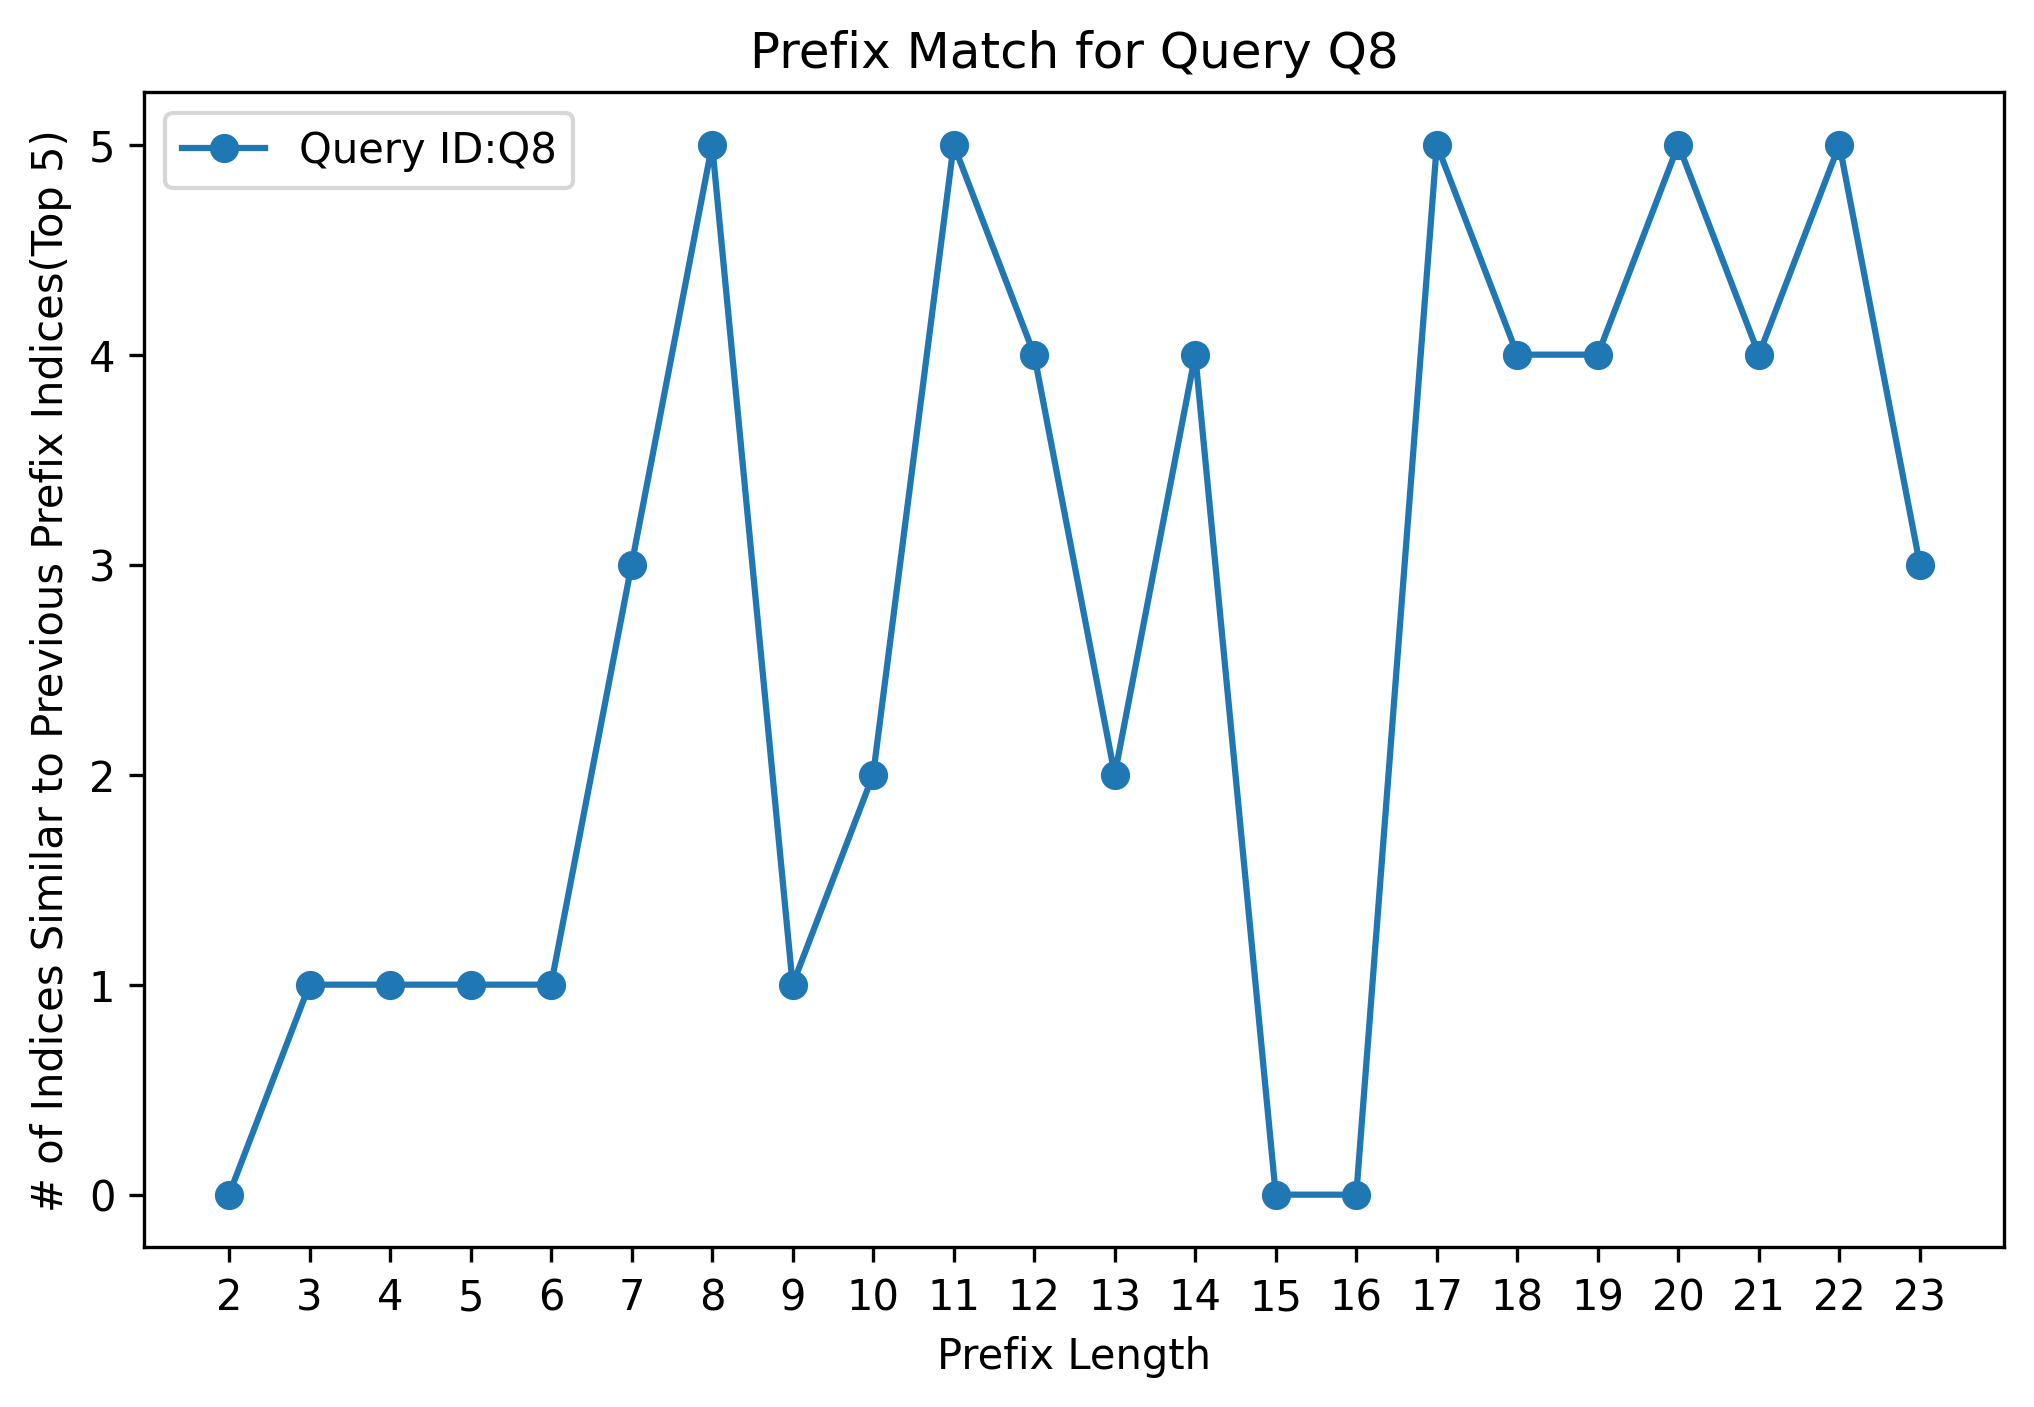 Prefix Match for Query Q8
Query ID:Q8
# of Indices Similar to Previous Prefix Indices(Top 5)
5
4
3
2
1
0
2 3 4 5 6 7 8 9 10 11 12 13 14 15 16 17 18 19 20 21 22 23
Prefix Length